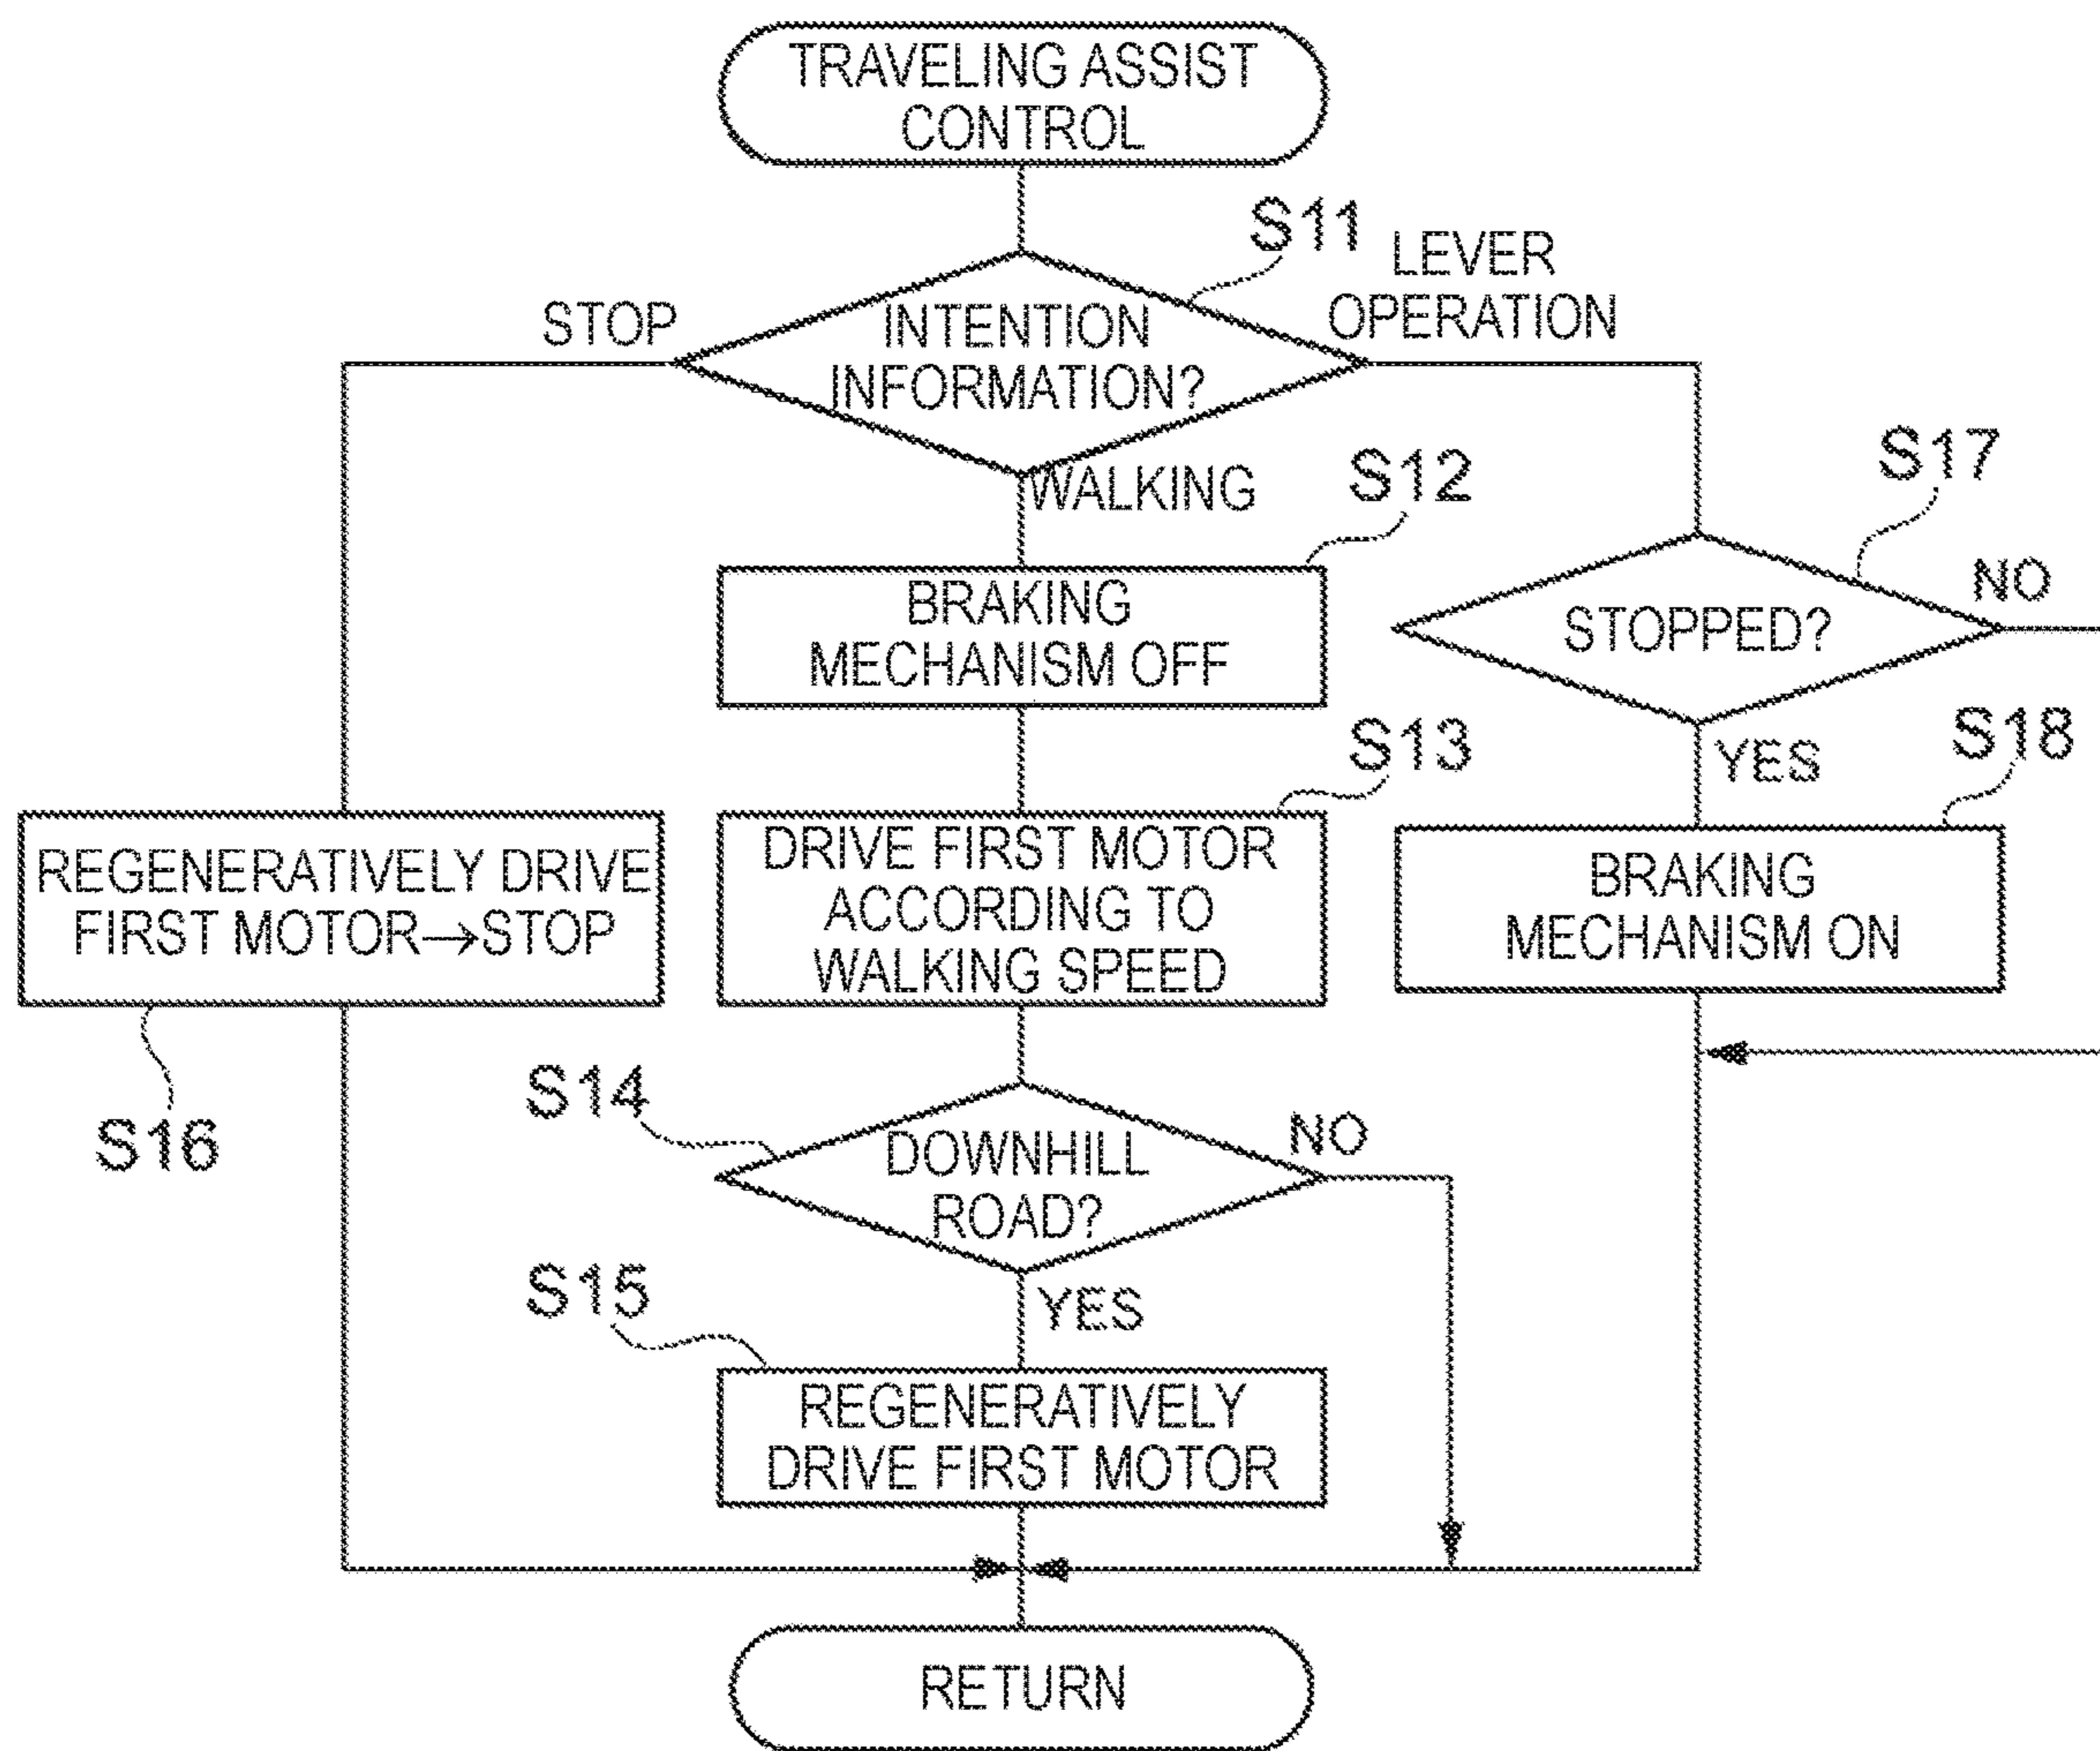 TRAVELING ASSIST
CONTROL
S11
LEVER
OPERATION
STOP
INTENTION
INFORMATION?
WALKING
S12
S17
NO
BRAKING
MECHANISM OFF
STOPPED?
S13
YES
S18
REGENERATIVELY DRIVE
FIRST MOTOR→STOP
DRIVE FIRST MOTOR
ACCORDING TO
WALKING SPEED
BRAKING
MECHANISM ON
S16
S14
NO
DOWNHILL
ROAD?
S15
YES
REGENERATIVELY
DRIVE FIRST MOTOR
RETURN